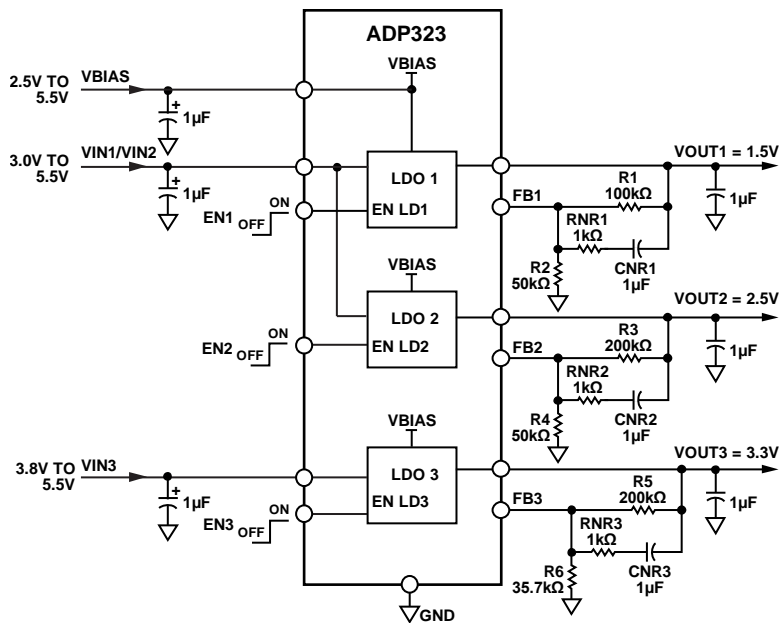 ADP323
VBIAS
2.5V TO
5.5V
VBIAS
+
1µF
3.0V TO
5.5V
VIN1/VIN2
+
1µF
LDO 1
EN LD1
EN1
OFF
ON
VOUT1 = 1.5V
R1
100kΩ
1µF
FB1
RNR1
1kΩ
CNR1
1µF
R2
50kΩ
VBIAS
LDO 2
EN LD2
EN2
OFF
ON
VOUT2 = 2.5V
R3
200kΩ
1µF
FB2
RNR2
1kΩ
CNR2
1µF
R4
50kΩ
VBIAS
3.8V TO
5.5V
VIN3
+
1µF
LDO 3
EN LD3
EN3
OFF
ON
VOUT3 = 3.3V
R5
200kΩ
1µF
FB3
RNR3
1kΩ
CNR3
1µF
R6
35.7kΩ
GND